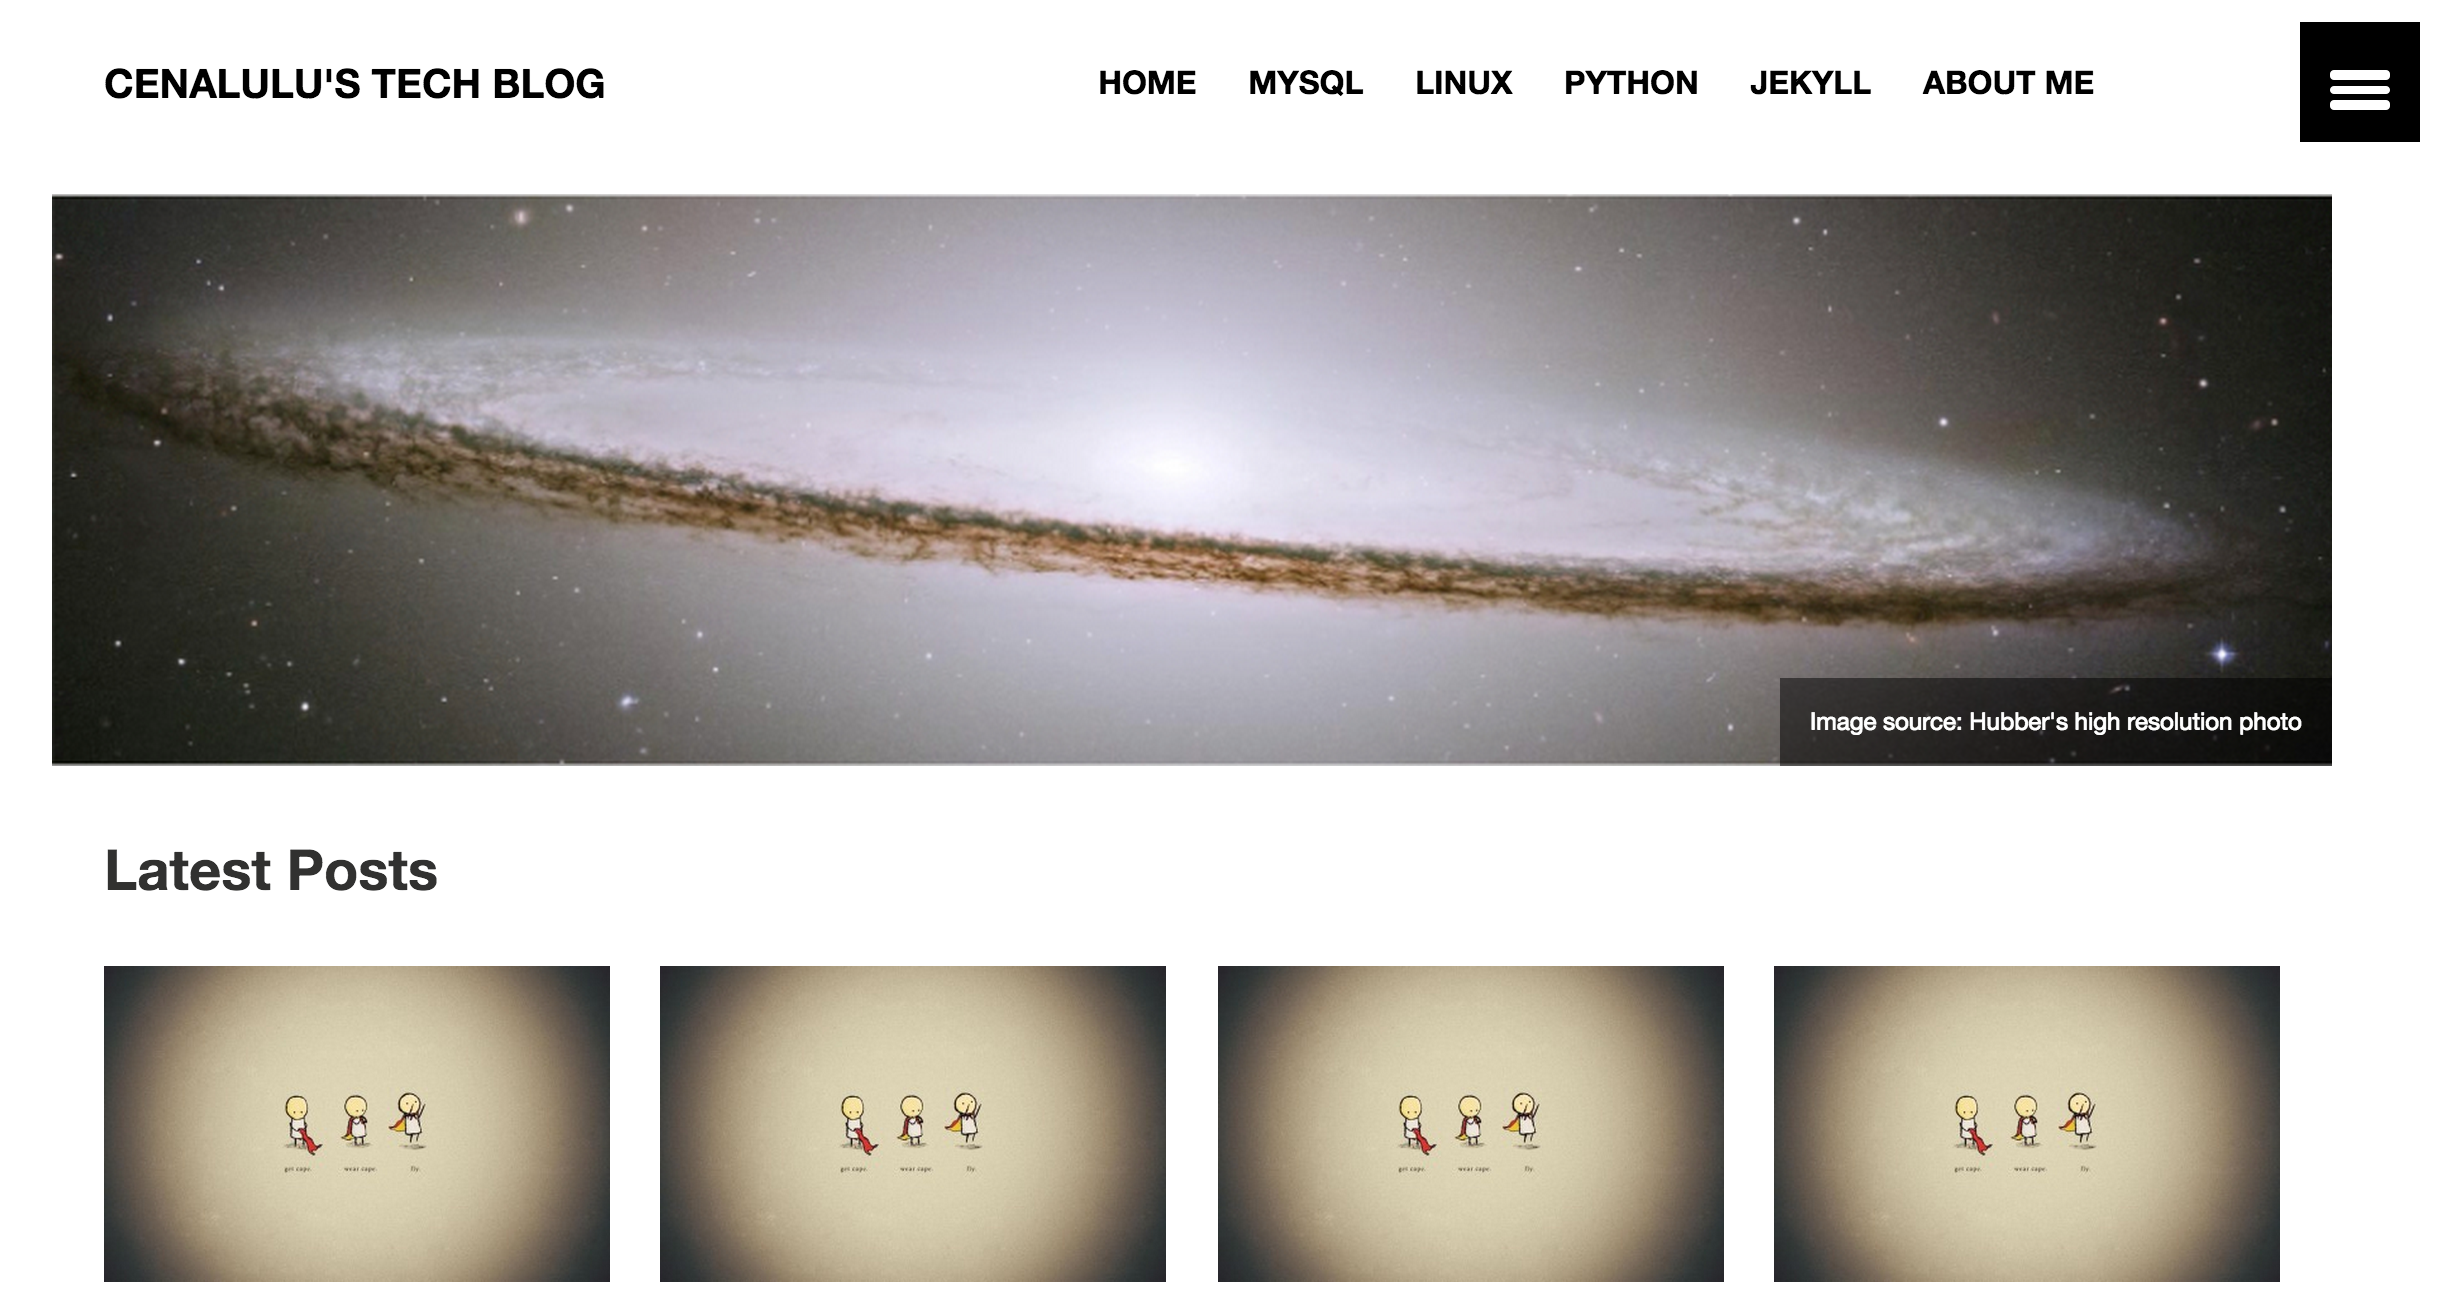 CENALULU'S TECH BLOG
HOME MYSQL LINUX PYTHON JEKYLL ABOUT ME
Image source: Hubber's high resolution photo
Latest Posts
get cape. wear cape. fly.
get cape. wear cape. fly.
get cape. wear cape. fly.
get cape. wear cape. fly.